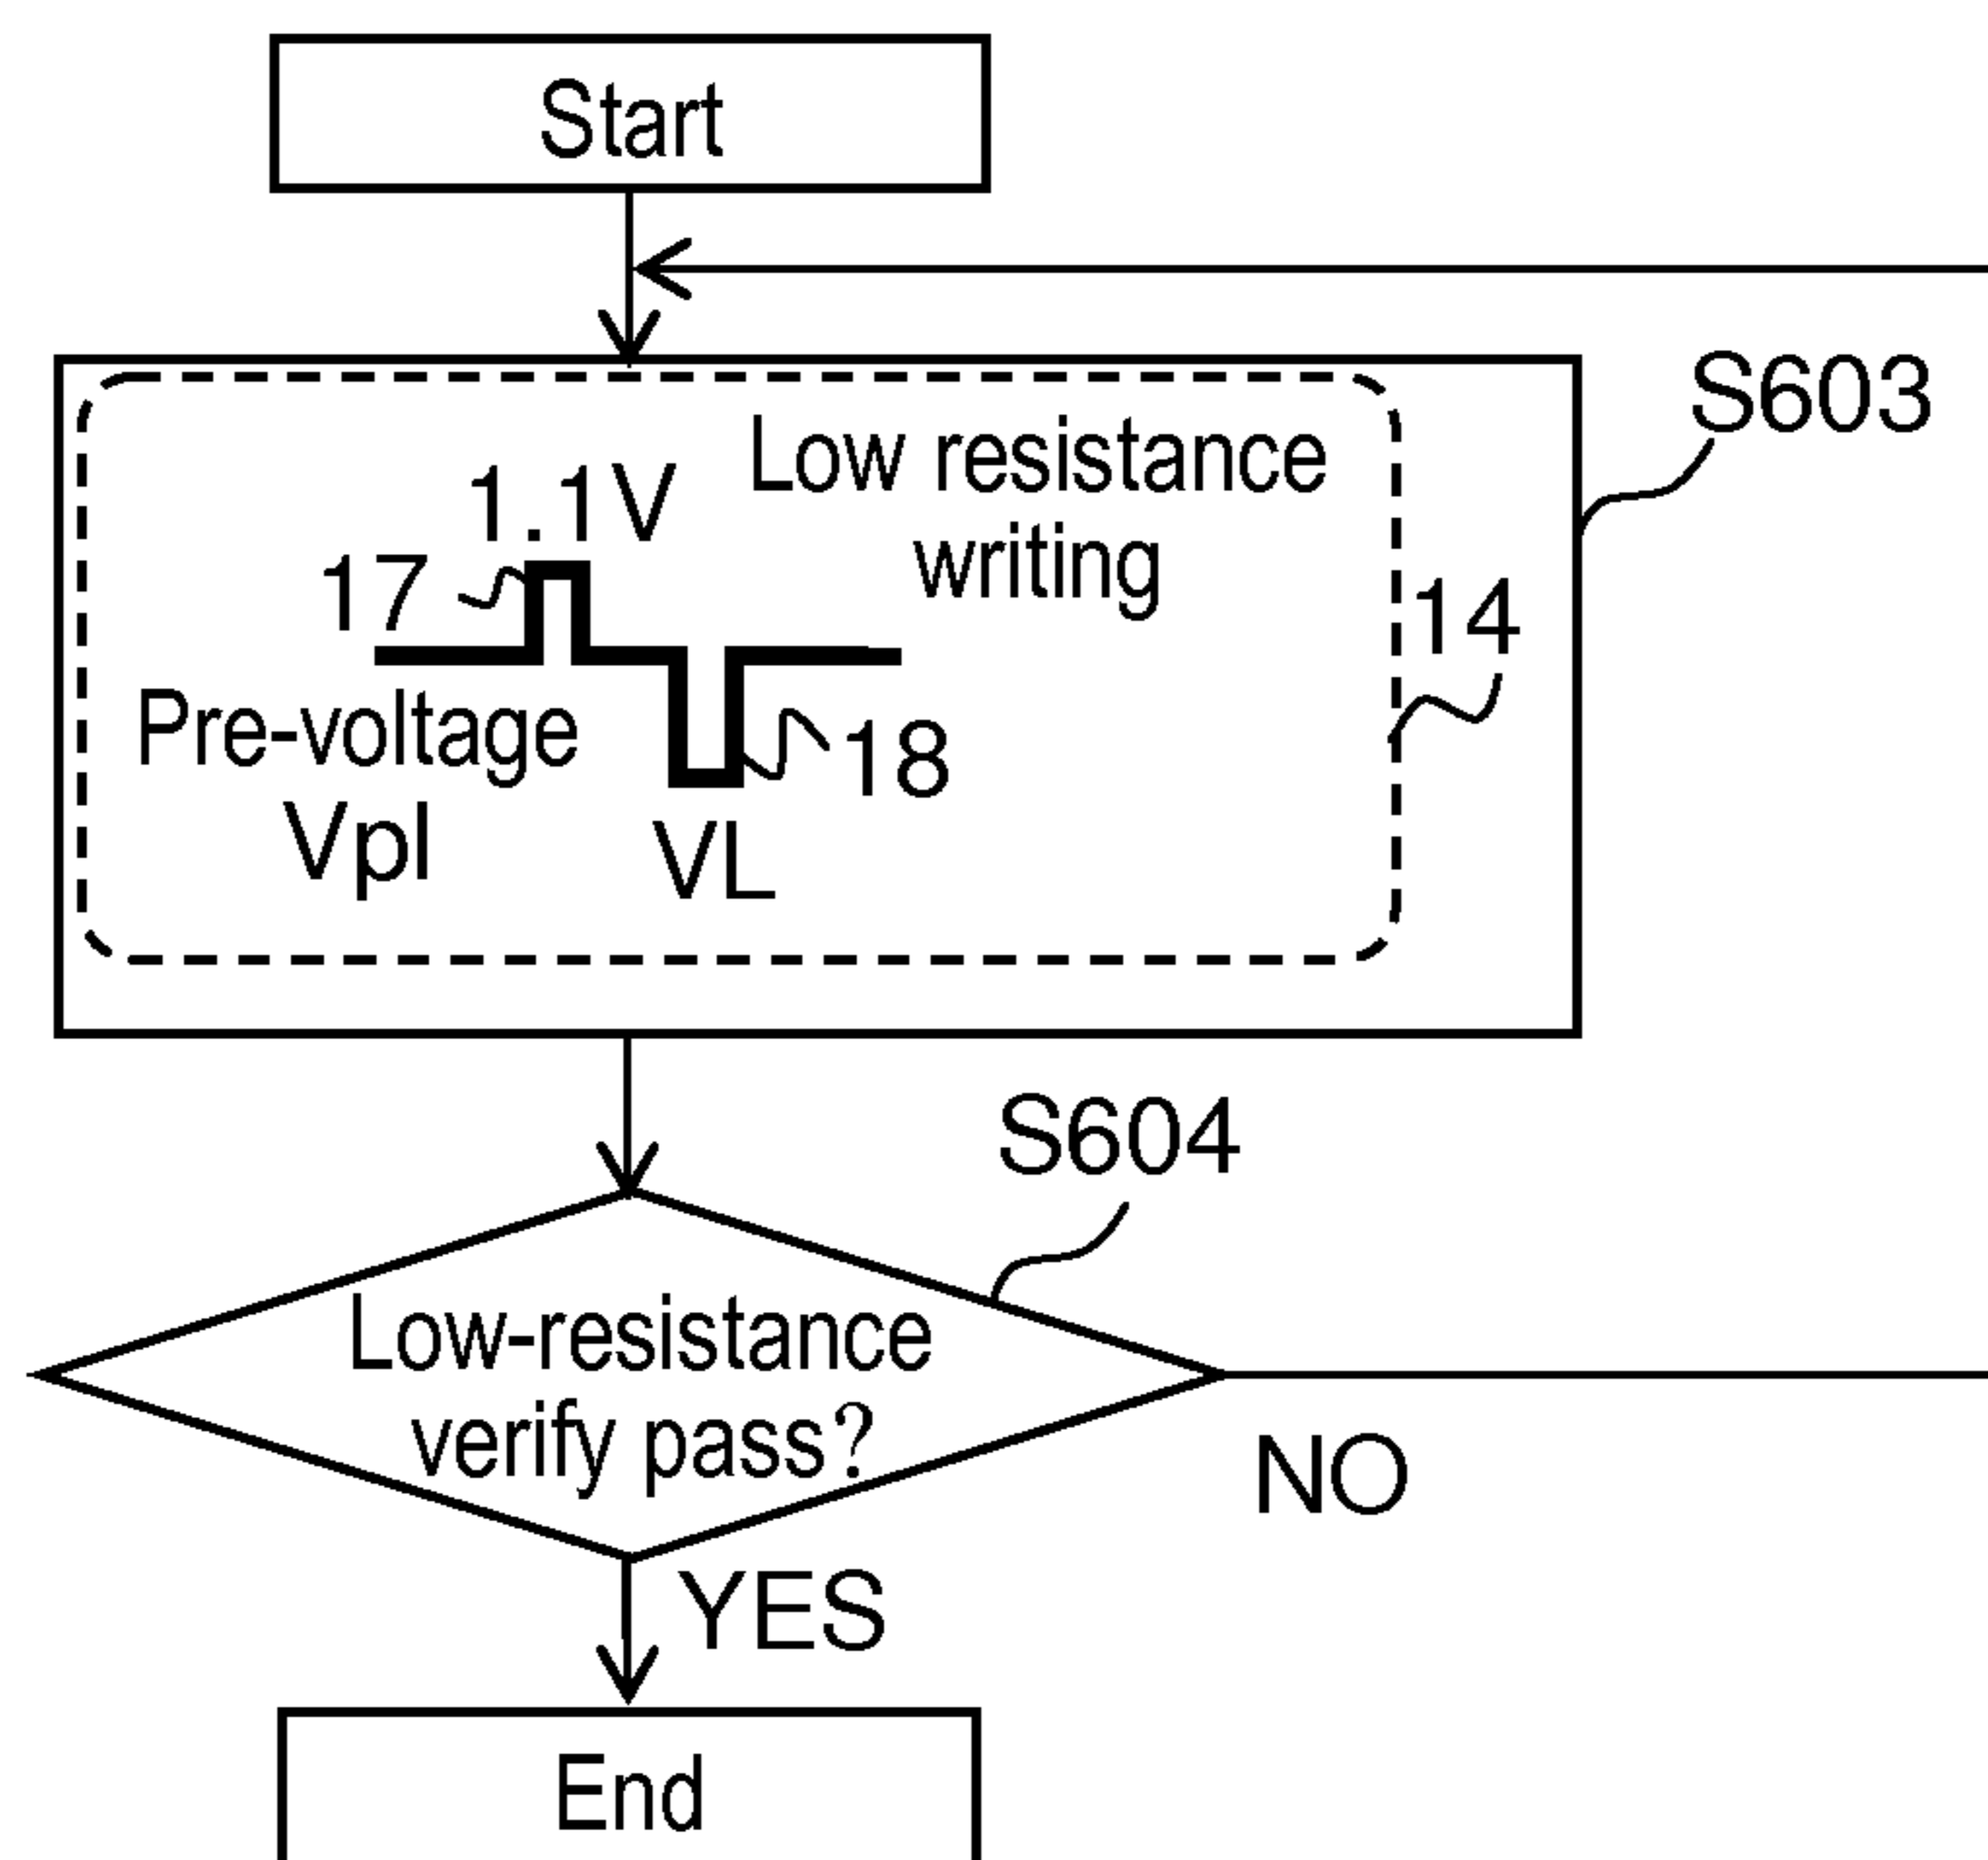 Start
S603
Low resistance
writing
1.1V
17
14
Pre-voltage
Vpl
18
VL
S604
Low-resistance
verify pass?
NO
YES
End